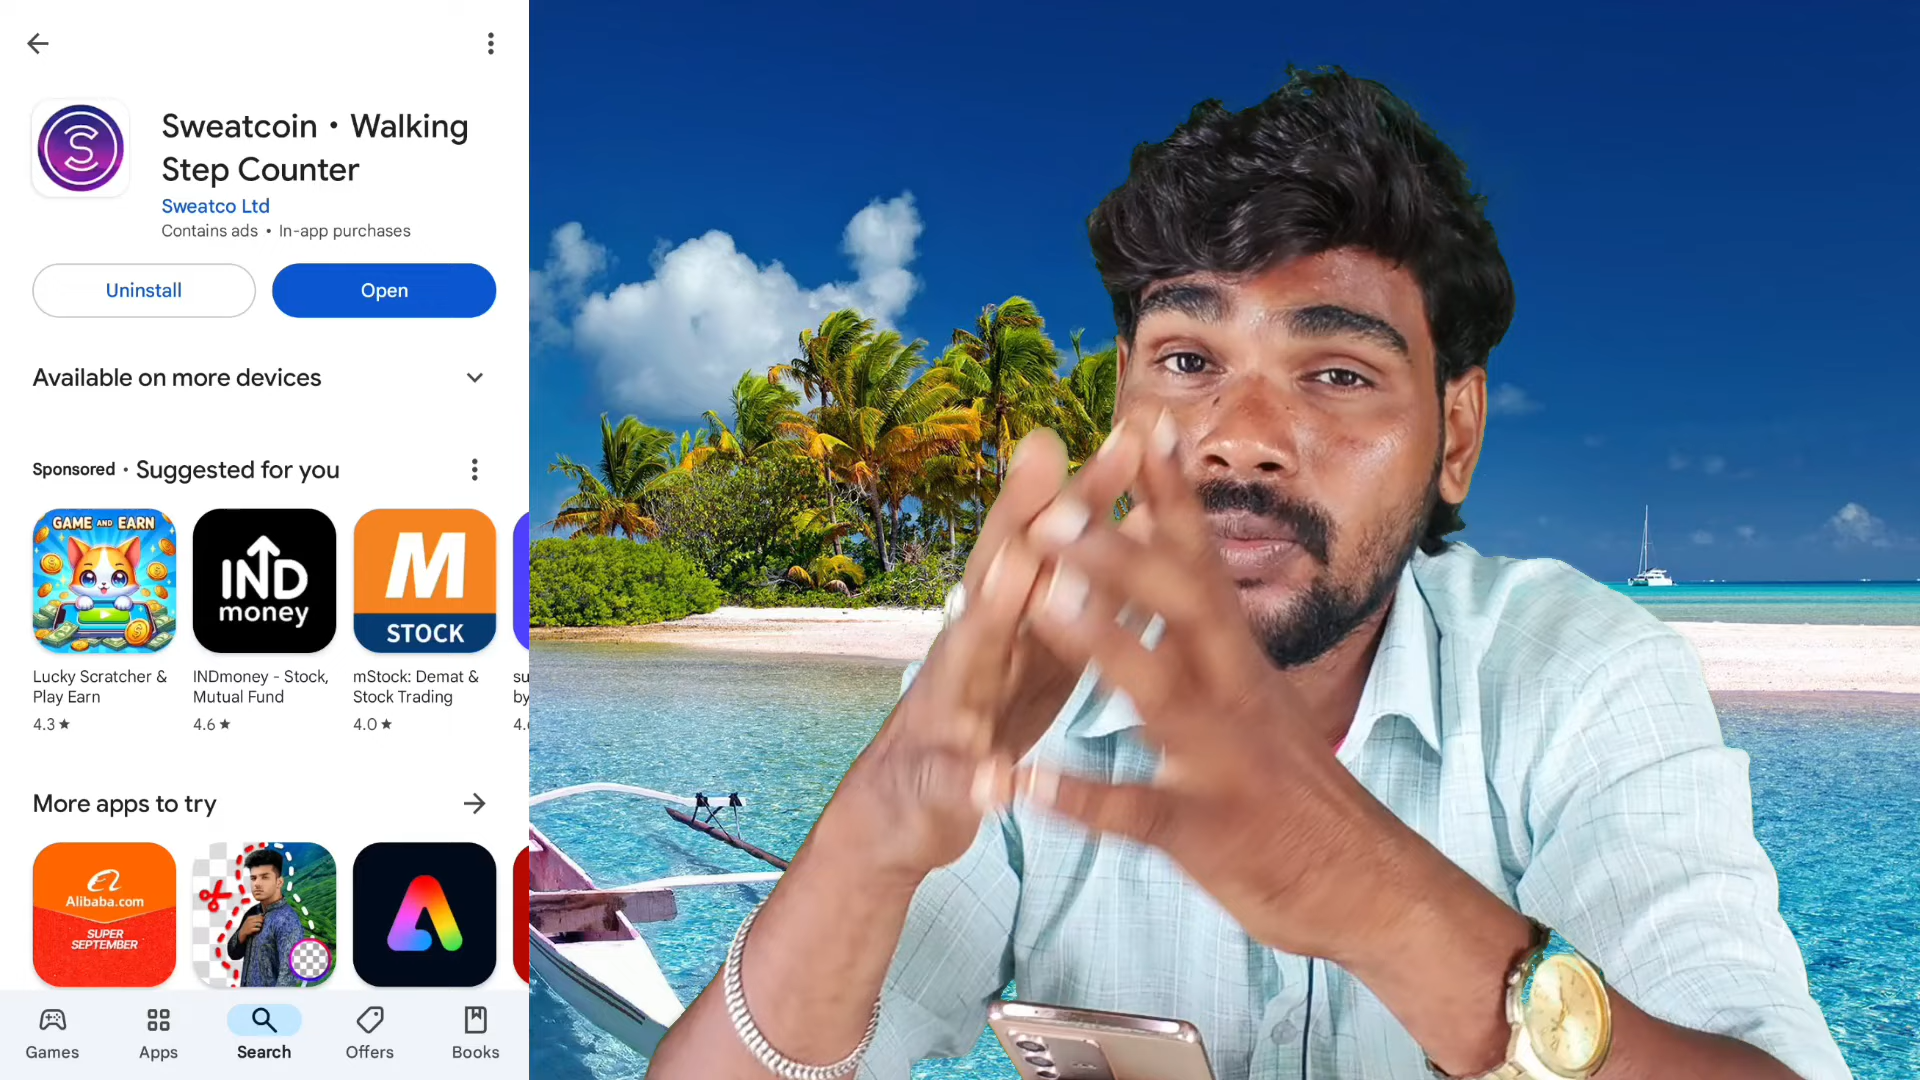 Sweatcoin • Walking
Step Counter
Sweatco Ltd
Contains ads • In-app purchases
Uninstall
Open
Available on more devices
Sponsored • Suggested for you
GAME AND EARN
IND
money
M
STOCK
Lucky Scratcher &
Play Earn
4.3 ★
INDmoney - Stock,
Mutual Fund
4.6 ★
mStock: Demat &
Stock Trading
4.0 ★
More apps to try
Alibaba.com
SUPER
SEPTEMBER
Games
Apps
Search
Offers
Books